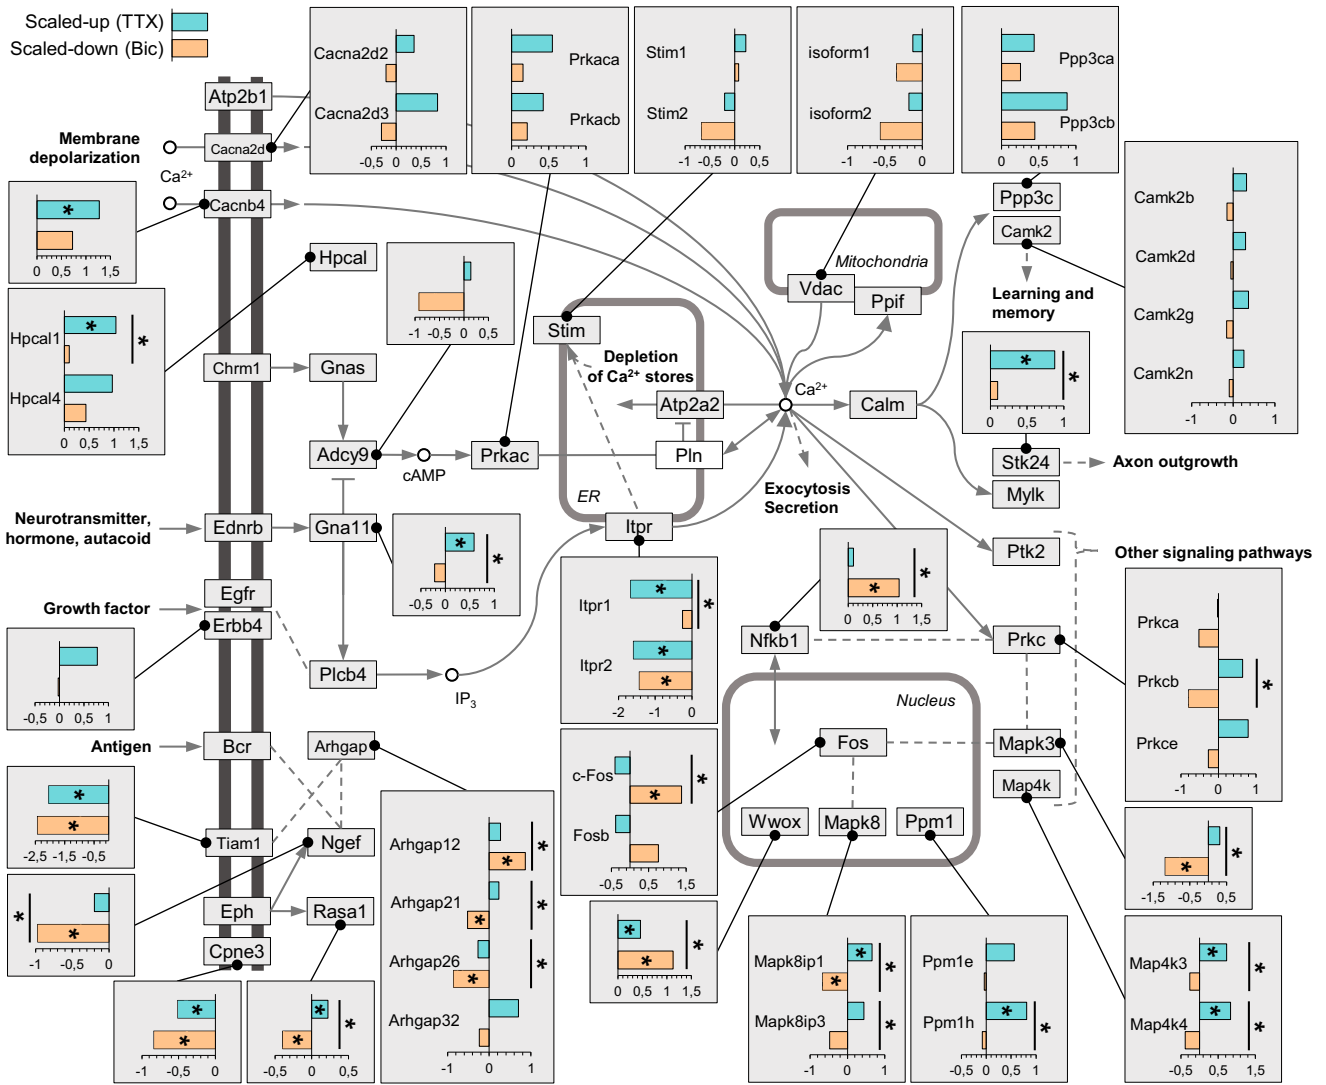 Scaled-up (TTX)
Scaled-down (Bic)
Cacna2d2
Cacna2d3
-0,5 0 0,5 1
Prkaca
Prkacb
0 0,5 1
Stim1
Stim2
-1 -0,5 0 0,5
isoform1
isoform2
-1 -0,5 0
Ppp3ca
Ppp3cb
0 0,5 1
Atp2b1
Membrane
depolarization
Cacna2d
Ca2+
Cacnb4
*
0 0,5 1 1,5
Ppp3c
Camk2
Camk2b
Camk2d
Camk2g
Camk2n
-1 0 1
Learning and
memory
Hpcal
Hpcal1
Hpcal4
* *
0 0,5 1 1,5
-1 -0,5 0 0,5
Mitochondria
Vdac
Ppif
Stim
Depletion
of Ca2+ stores
Chrm1
Gnas
Atp2a2
Ca2+
Calm
* *
0 0,5 1
Adcy9
cAMP
Prkac
Pln
Stk24
Axon outgrowth
Mylk
ER
Exocytosis
Secretion
Neurotransmitter,
hormone, autacoid
Ednrb
Gna11
Itpr
* *
-0,5 0 0,5 1
Ptk2
Other signaling pathways
* *
0 0,5 1 1,5
Egfr
Growth factor
Erbb4
-0,5 0 0,5 1
Itpr1
Itpr2
* * * *
-2 -1 0
Nfkb1
Prkc
Prkca
Prkcb
Prkce
*
-1 0 1
Plcb4
IP3
Nucleus
Antigen
Bcr
Arhgap
Fos
Mapk3
Map4k
c-Fos
Fosb
* *
-0,5 0,5 1,5
* *
-2,5 -1,5 -0,5
Tiam1
Ngef
Wwox
Mapk8
Ppm1
* *
-1,5 -0,5 0,5
* *
-1 -0,5 0
Eph
Rasa1
Cpne3
Arhgap12
Arhgap21
Arhgap26
Arhgap32
* * * * * *
-1 0 1
* * *
0 0,5 1 1,5
* *
-1 -0,5 0
* * *
-0,5 0 0,5
Mapk8ip1
Mapk8ip3
* * * *
-1 0 1
Ppm1e
Ppm1h
* *
-0,5 0 0,5 1
Map4k3
Map4k4
* * * *
-0,5 0,5 1,5